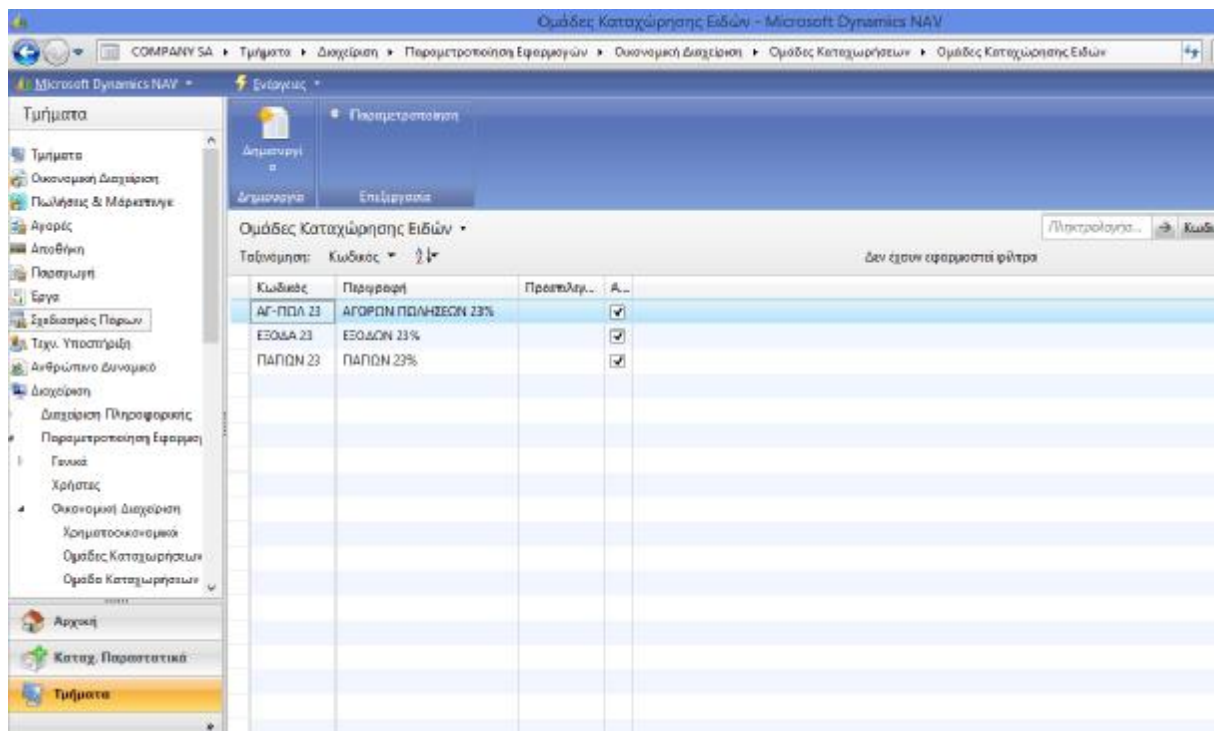 Ομάδες Καταχώρησης Ειδών - Microsoft Dynamics NAV
COMPANY SA ▸ Τμήματα ▸ Διαχείριση ▸ Παραμετροποίηση Εφαρμογών ▸ Οικονομική Διαχείριση ▸ Ομάδες Καταχωρήσεων ▸ Ομάδες Καταχώρησης Ειδών
Microsoft Dynamics NAV
Ενέργειες
Τμήματα
Παραμετροποίηση
Δημιουργί
α
Δημιουργία
Επεξεργασία
Τμήματα
Οικονομική Διαχείριση
Πωλήσεις & Μάρκετινγκ
Αγορές
Αποθήκη
Παραγωγή
Έργα
Σχεδιασμός Πόρων
Τεχν. Υποστήριξη
Ανθρώπινο Δυναμικό
Διαχείριση
Διαχείριση Πληροφορικής
Παραμετροποίηση Εφαρμογ
Γενικά
Χρήστες
Οικονομική Διαχείριση
Χρηματοοικονομικά
Ομάδες Καταχωρήσεων
Ομάδα Καταχωρήσεων
Αρχική
Καταχ. Παραστατικά
Τμήματα
Ομάδες Καταχώρησης Ειδών
Πληκτρολογήσ...
Κωδι
Ταξινόμηση: Κωδικός
Δεν έχουν εφαρμοστεί φίλτρα
Κωδικός Περιγραφή Προεπιλεγ... Α...
ΑΓ-ΠΩΛ 23 ΑΓΟΡΩΝ ΠΩΛΗΣΕΩΝ 23%
ΕΞΟΔΑ 23 ΕΞΟΔΩΝ 23%
ΠΑΓΙΩΝ 23 ΠΑΓΙΩΝ 23%